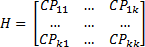 H = [CP₁₁ … CP₁ₖ
… … …
CPₖ₁ … CPₖₖ]